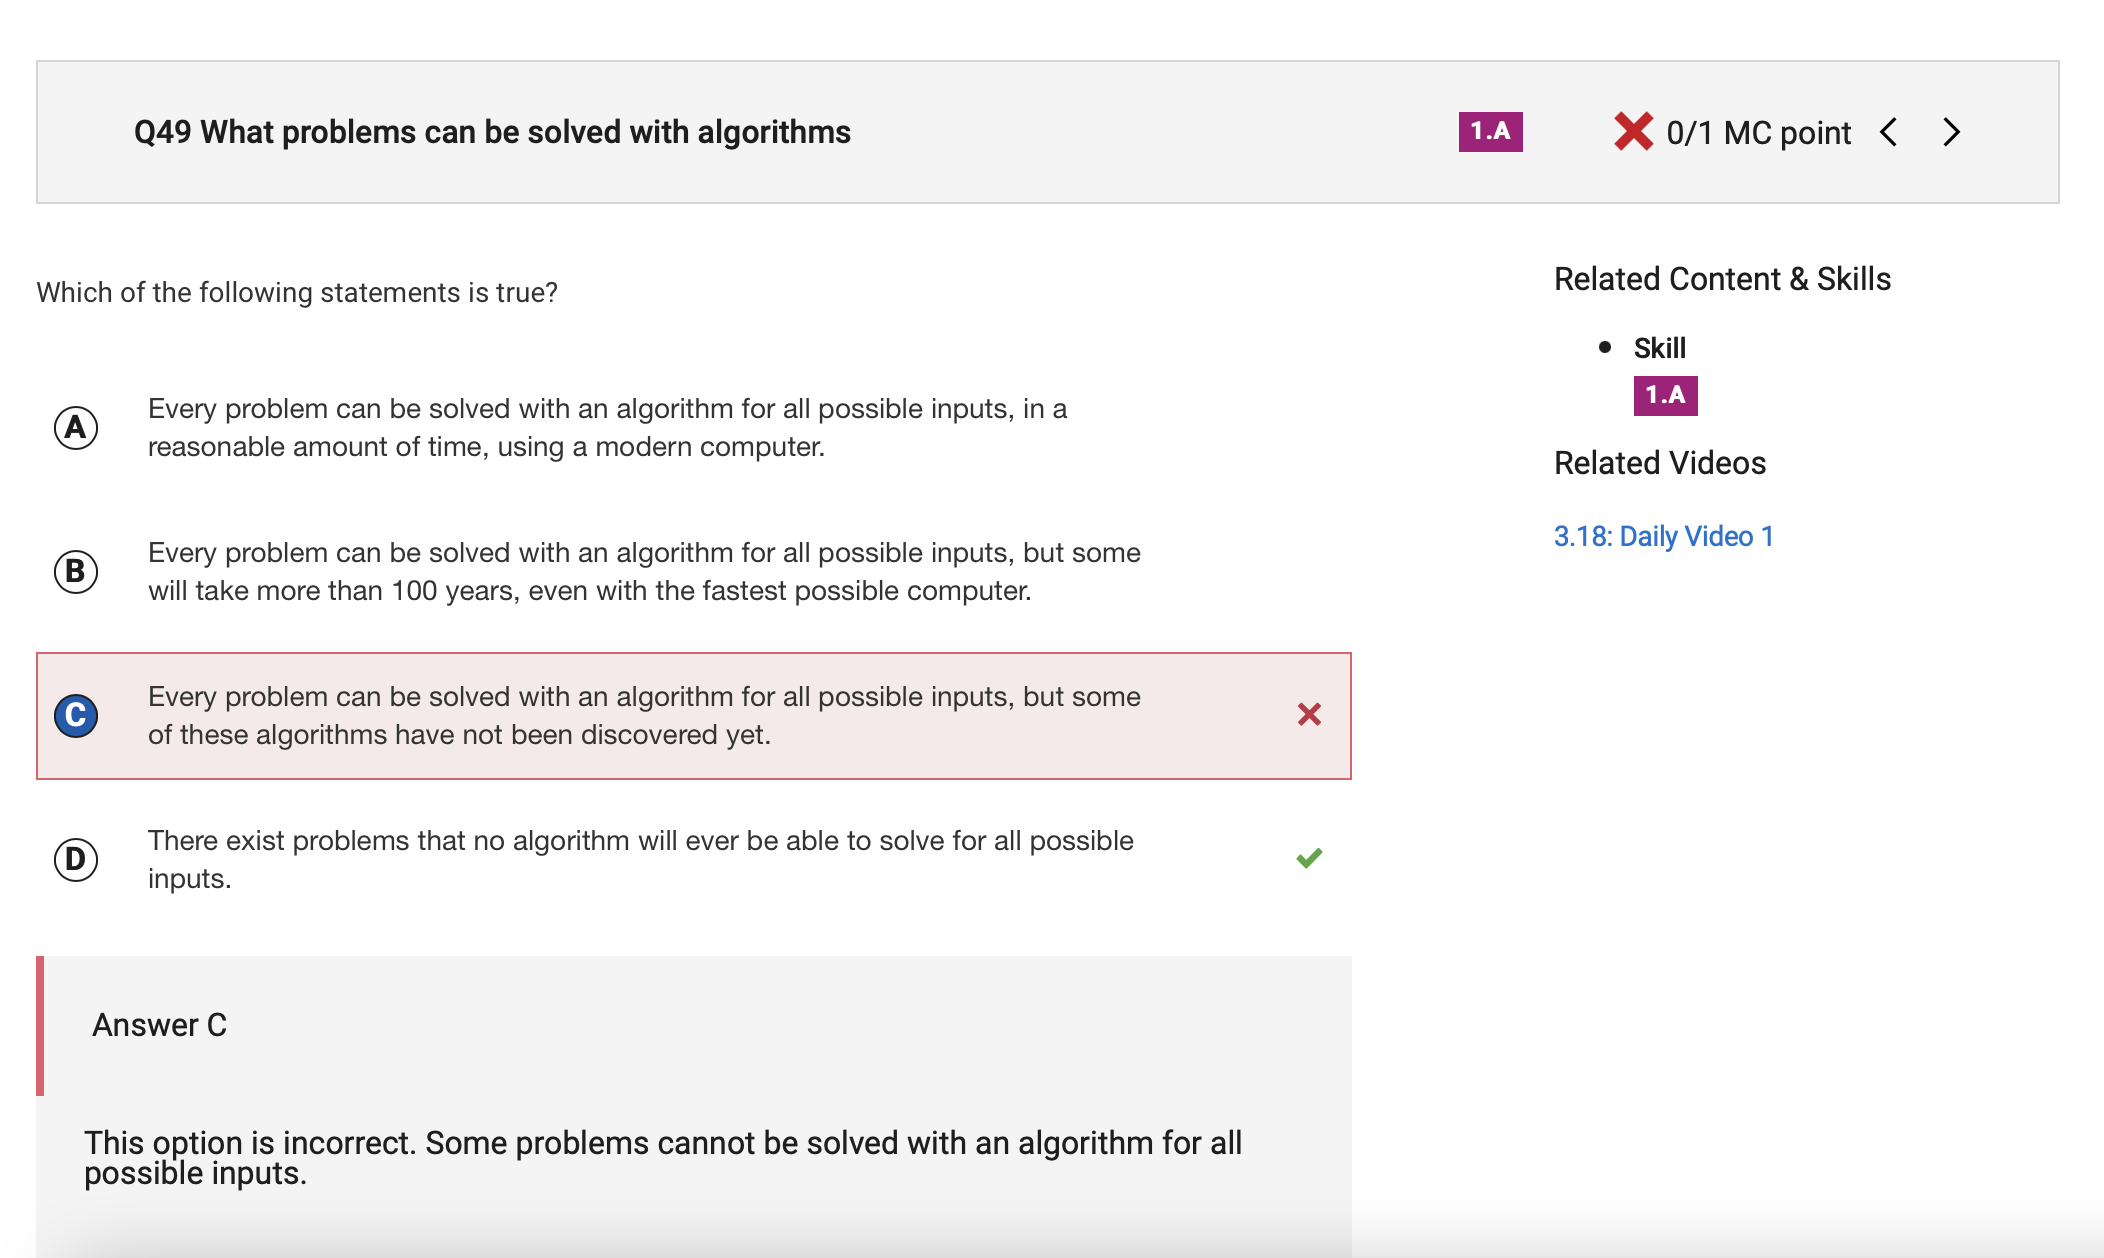 Q49 What problems can be solved with algorithms
1.A
0/1 MC point
Which of the following statements is true?
A
Every problem can be solved with an algorithm for all possible inputs, in a
reasonable amount of time, using a modern computer.
B
Every problem can be solved with an algorithm for all possible inputs, but some
will take more than 100 years, even with the fastest possible computer.
C
Every problem can be solved with an algorithm for all possible inputs, but some
of these algorithms have not been discovered yet.
D
There exist problems that no algorithm will ever be able to solve for all possible
inputs.
Answer C
This option is incorrect. Some problems cannot be solved with an algorithm for all
possible inputs.
Related Content & Skills
Skill
1.A
Related Videos
3.18: Daily Video 1